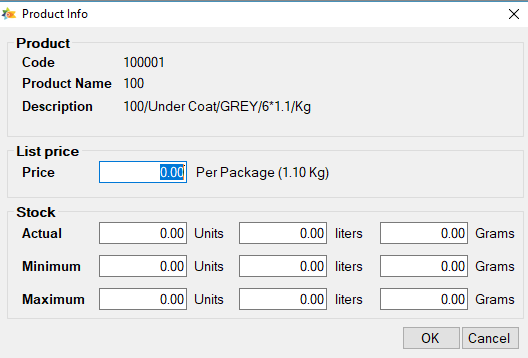 Product Info
Product
Code 100001
Product Name 100
Description 100/Under Coat/GREY/6*1.1/Kg
List price
Price 0.00 Per Package (1.10 Kg)
Stock
Actual 0.00 Units 0.00 liters 0.00 Grams
Minimum 0.00 Units 0.00 liters 0.00 Grams
Maximum 0.00 Units 0.00 liters 0.00 Grams
OK Cancel